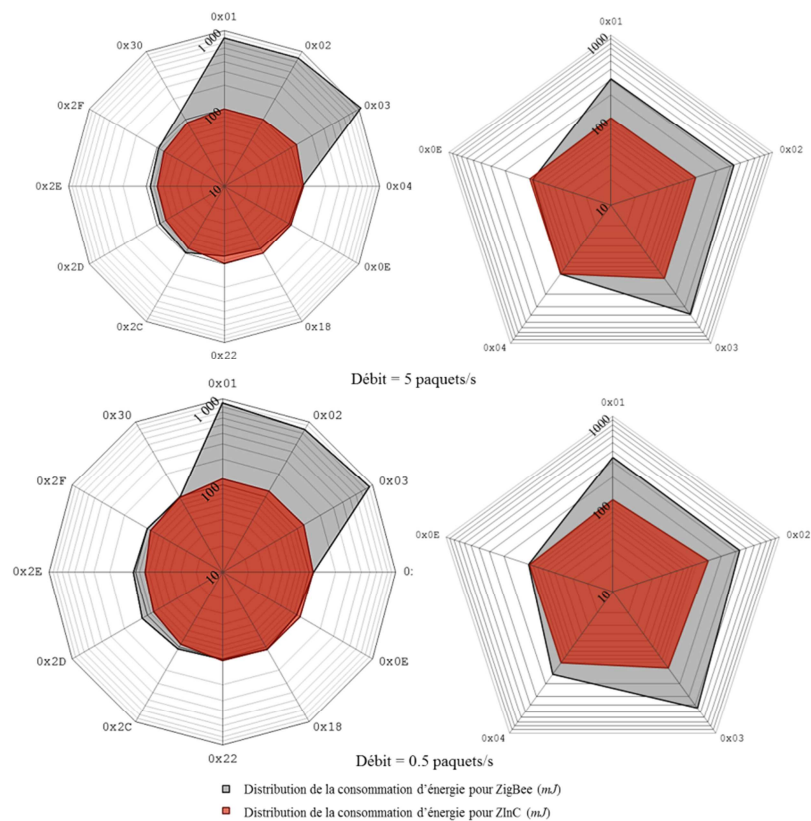 0x01
1 000
0x30
0x02
0x2F
0x03
100
0x2E
10
0x04
0x2D
0x0E
0x2C
0x18
0x22
0x01
1000
100
0x0E
0x02
10
0x04
0x03
Débit = 5 paquets/s
0x01
1 000
0x30
0x02
0x2F
0x03
100
0x2E
10
0:
0x2D
0x0E
0x2C
0x18
0x22
0x01
1000
100
0x0E
0x02
10
0x04
0x03
Débit = 0.5 paquets/s
Distribution de la consommation d'énergie pour ZigBee (mJ)
Distribution de la consommation d'énergie pour ZInC (mJ)